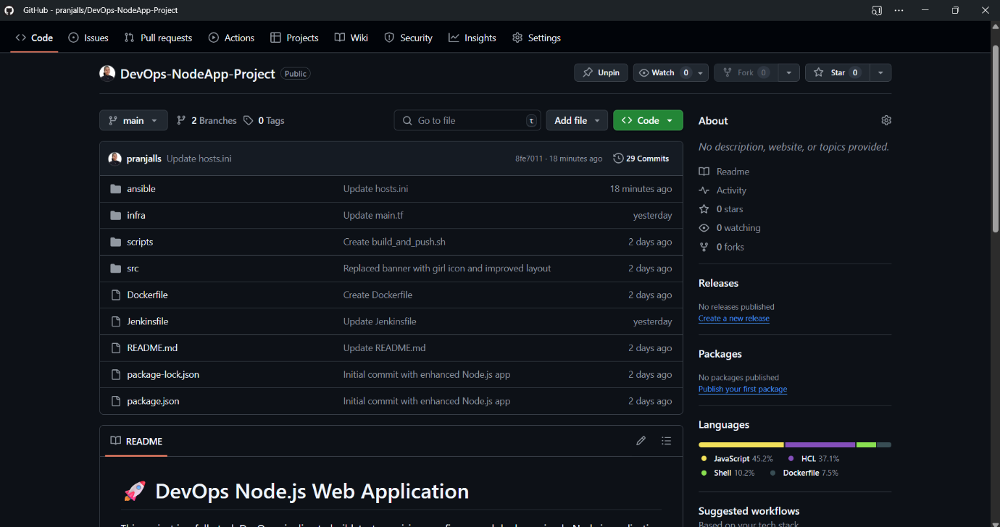 GitHub - pranjalls/DevOps-NodeApp-Project
Code Issues Pull requests Actions Projects Wiki Security Insights Settings
DevOps-NodeApp-Project Public Unpin Watch 0 Fork 0 Star 0
main 2 Branches 0 Tags Go to file t Add file Code
pranjalls Update hosts.ini 8fe7011 · 18 minutes ago 29 Commits
ansible Update hosts.ini 18 minutes ago
infra Update main.tf yesterday
scripts Create build_and_push.sh 2 days ago
src Replaced banner with girl icon and improved layout 2 days ago
Dockerfile Create Dockerfile 2 days ago
Jenkinsfile Update Jenkinsfile yesterday
README.md Update README.md 2 days ago
package-lock.json Initial commit with enhanced Node.js app 2 days ago
package.json Initial commit with enhanced Node.js app 2 days ago
README
DevOps Node.js Web Application
About
No description, website, or topics provided.
Readme
Activity
0 stars
0 watching
0 forks
Releases
No releases published
Create a new release
Packages
No packages published
Publish your first package
Languages
JavaScript 45.2% HCL 37.1%
Shell 10.2% Dockerfile 7.5%
Suggested workflows
Based on your tech stack